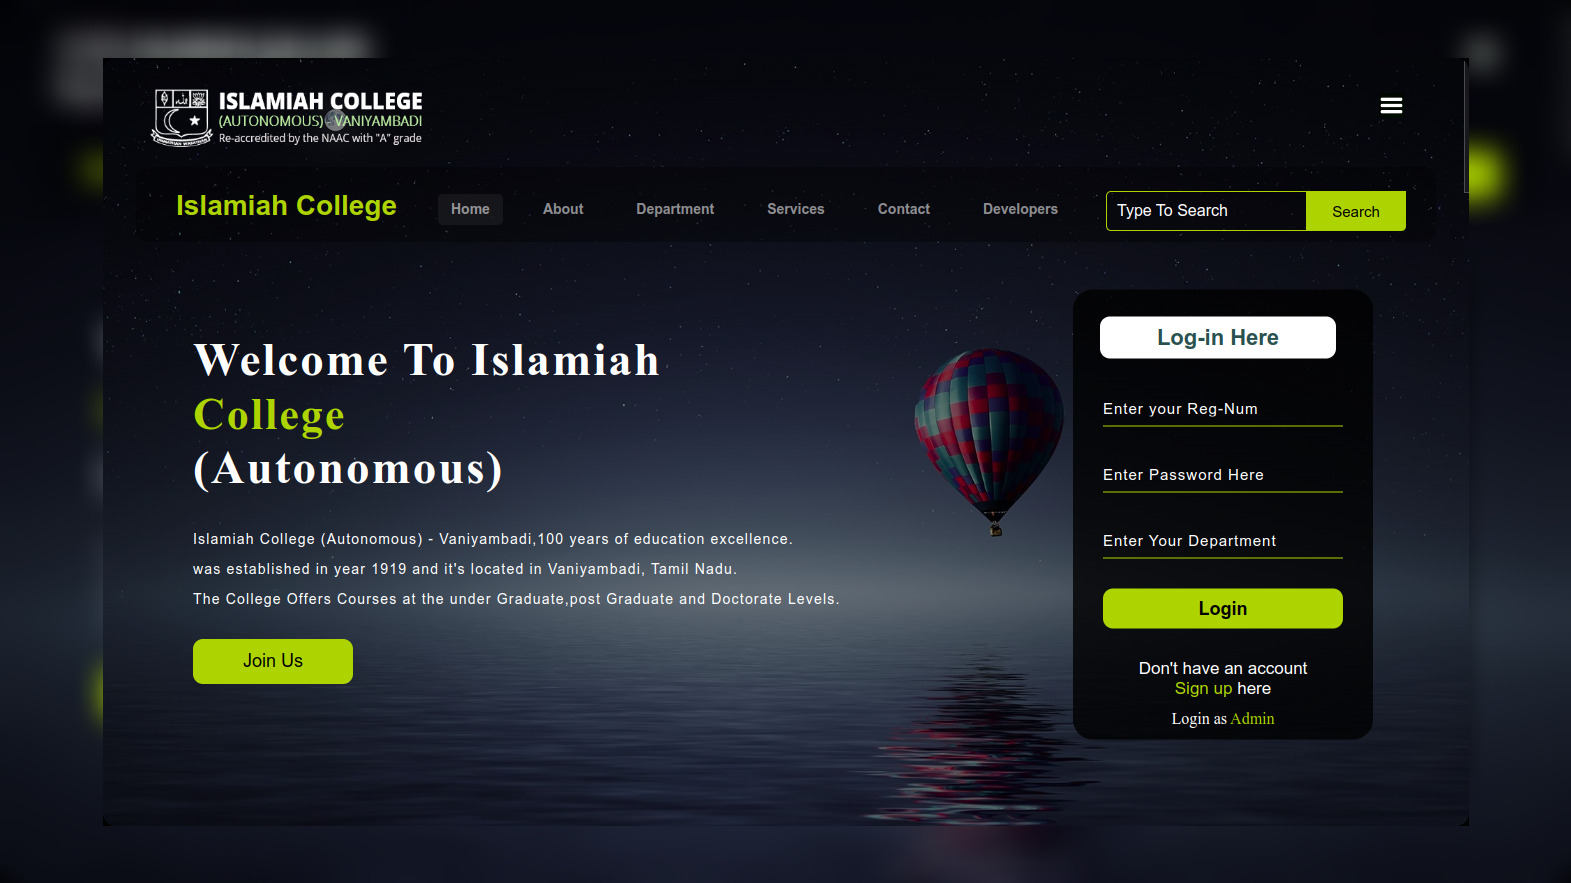 ISLAMIAH COLLEGE
(AUTONOMOUS) - VANIYAMBADI
Re-accredited by the NAAC with "A" grade
Islamiah College
Home
About
Department
Services
Contact
Developers
Type To Search
Search
Welcome To Islamiah
College
(Autonomous)
Islamiah College (Autonomous) - Vaniyambadi,100 years of education excellence.
was established in year 1919 and it's located in Vaniyambadi, Tamil Nadu.
The College Offers Courses at the under Graduate,post Graduate and Doctorate Levels.
Join Us
Log-in Here
Enter your Reg-Num
Enter Password Here
Enter Your Department
Login
Don't have an account
Sign up here
Login as Admin